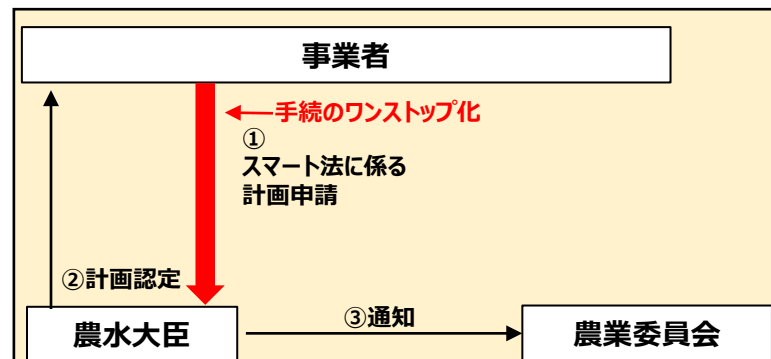 事業者
手続のワンストップ化
①
スマート法に係る
計画申請
②計画認定
農水大臣
③通知
農業委員会